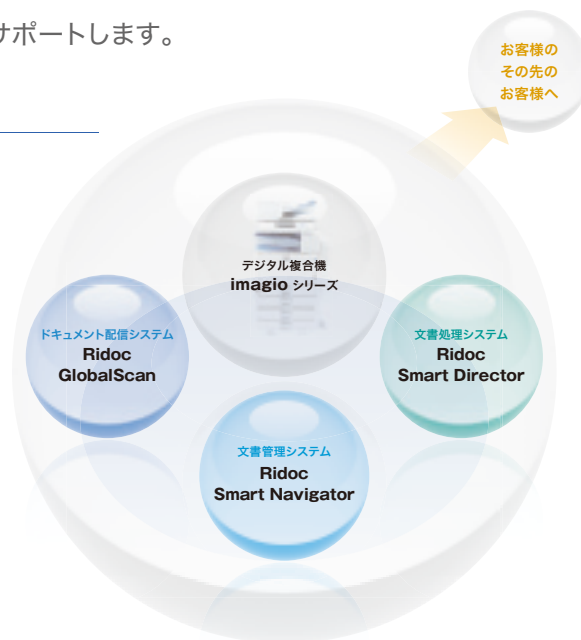 サポートします。
お客様の
その先の
お客様へ
デジタル複合機
imagio シリーズ
ドキュメント配信システム
Ridoc
GlobalScan
文書処理システム
Ridoc
Smart Director
文書管理システム
Ridoc
Smart Navigator